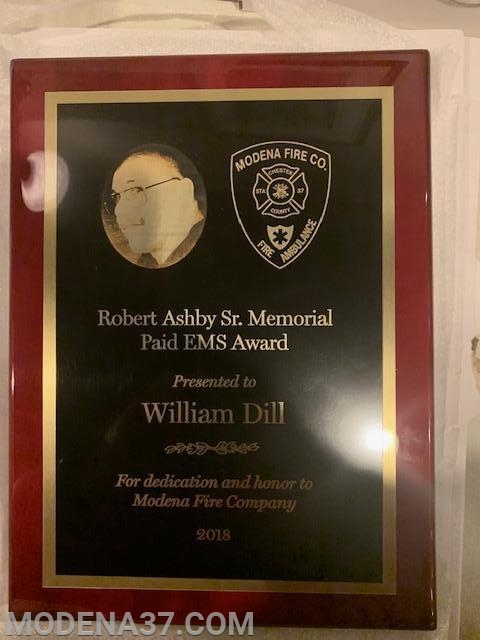 MODENA FIRE CO.
CHESTER
STA 37
COUNTY
FIRE AMBULANCE
Robert Ashby Sr. Memorial
Paid EMS Award
Presented to
William Dill
For dedication and honor to
Modena Fire Company
2018
MODENA37.COM